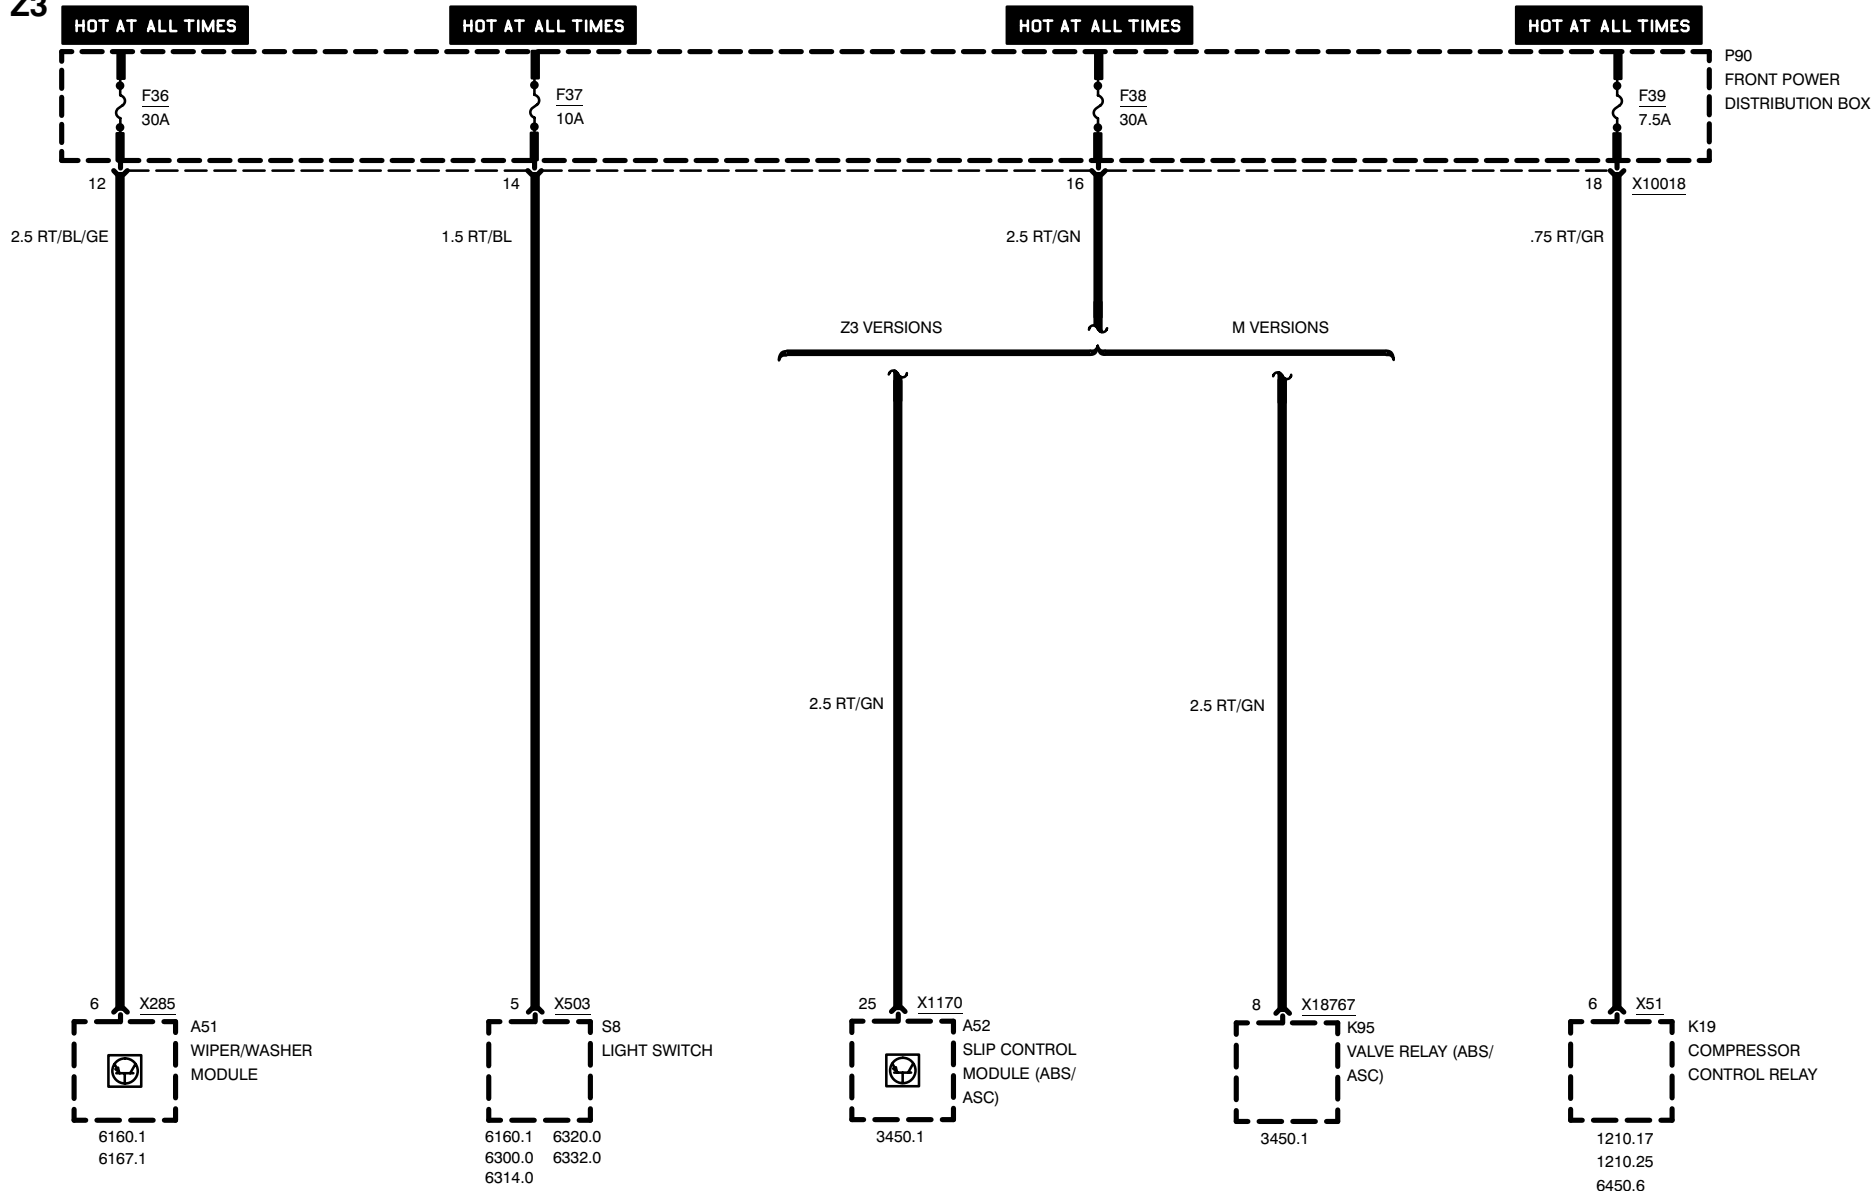 Z3
HOT AT ALL TIMES
HOT AT ALL TIMES
HOT AT ALL TIMES
HOT AT ALL TIMES
P90
FRONT POWER
DISTRIBUTION BOX
F36
30A
F37
10A
F38
30A
F39
7.5A
12
14
16
18
X10018
2.5 RT/BL/GE
1.5 RT/BL
2.5 RT/GN
.75 RT/GR
Z3 VERSIONS
M VERSIONS
2.5 RT/GN
2.5 RT/GN
6
X285
A51
WIPER/WASHER
MODULE
6160.1
6167.1
5
X503
S8
LIGHT SWITCH
6160.1 6320.0
6300.0 6332.0
6314.0
25
X1170
A52
SLIP CONTROL
MODULE (ABS/
ASC)
3450.1
8
X18767
K95
VALVE RELAY (ABS/
ASC)
3450.1
6
X51
K19
COMPRESSOR
CONTROL RELAY
1210.17
1210.25
6450.6